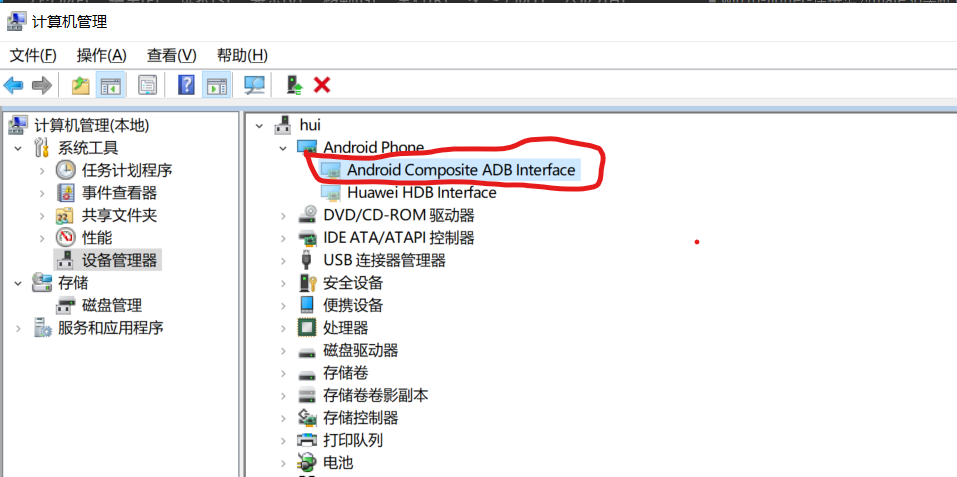 计算机管理
文件(F) 操作(A) 查看(V) 帮助(H)
计算机管理(本地)
系统工具
任务计划程序
事件查看器
共享文件夹
性能
设备管理器
存储
磁盘管理
服务和应用程序
hui
Android Phone
Android Composite ADB Interface
Huawei HDB Interface
DVD/CD-ROM 驱动器
IDE ATA/ATAPI 控制器
USB 连接器管理器
安全设备
便携设备
处理器
磁盘驱动器
存储卷
存储卷卷影副本
存储控制器
打印队列
电池